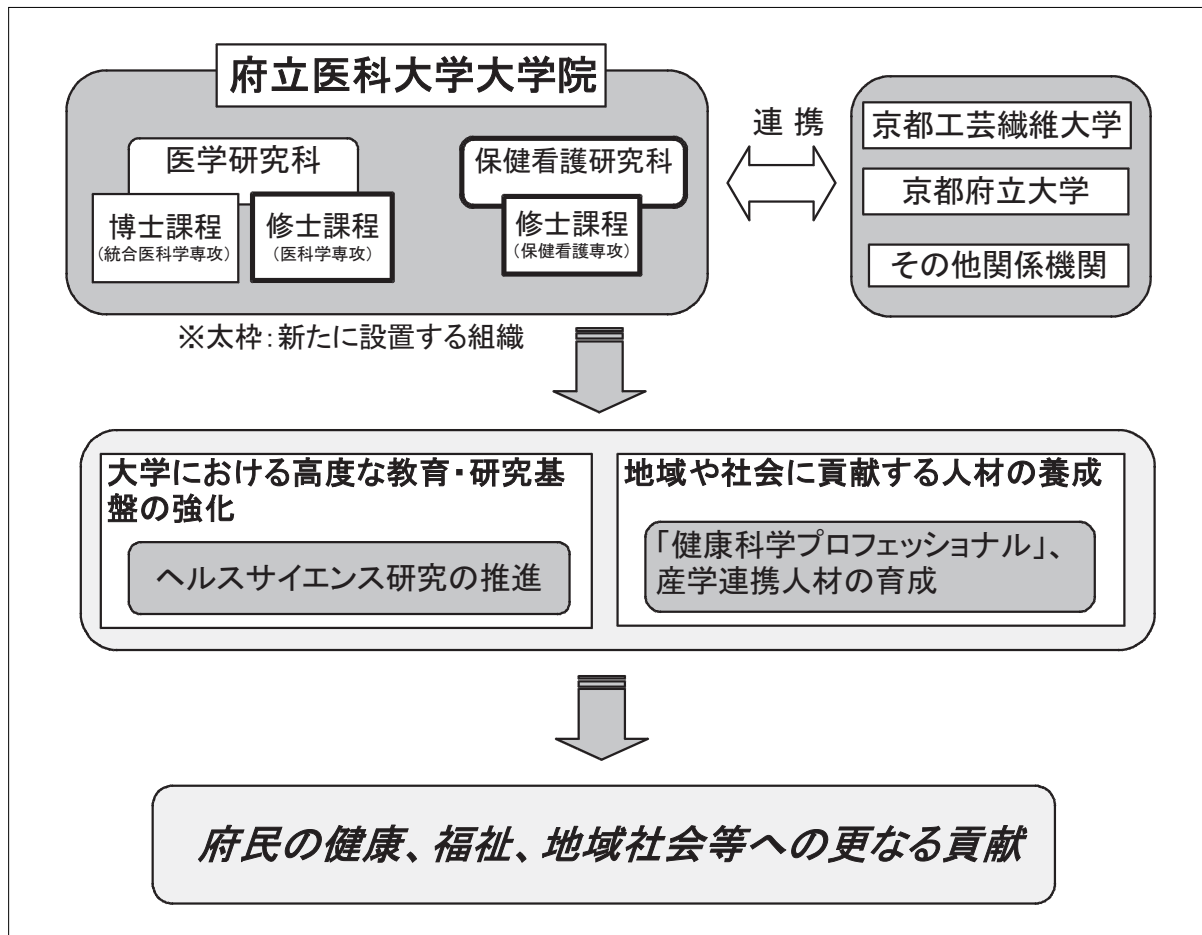 府立医科大学大学院
医学研究科
博士課程
(統合医科学専攻)
修士課程
(医科学専攻)
保健看護研究科
修士課程
(保健看護専攻)
連 携
京都工芸繊維大学
京都府立大学
その他関係機関
※太枠：新たに設置する組織
大学における高度な教育・研究基
盤の強化
ヘルスサイエンス研究の推進
地域や社会に貢献する人材の養成
「健康科学プロフェッショナル」、
産学連携人材の育成
府民の健康、福祉、地域社会等への更なる貢献